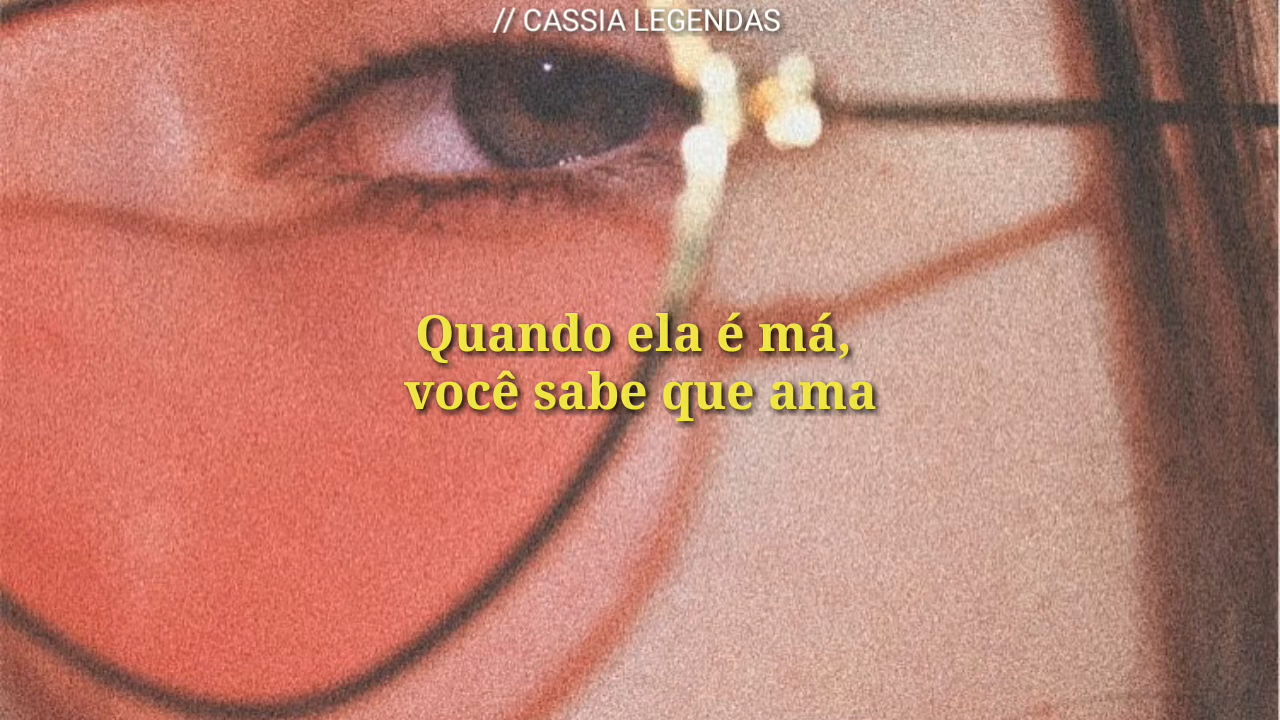 // CASSIA LEGENDAS
Quando ela é má,
você sabe que ama